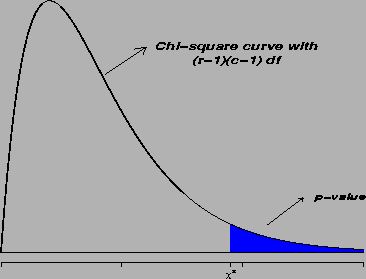 Chi-square curve with
(r-1)(c-1) df
p-value
χ*